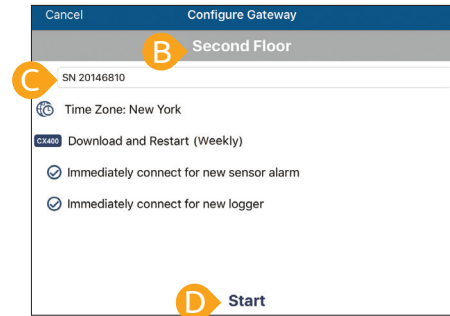 Cancel Configure Gateway
B Second Floor
C SN 20146810
Time Zone: New York
CX400 Download and Restart (Weekly)
Immediately connect for new sensor alarm
Immediately connect for new logger
D Start